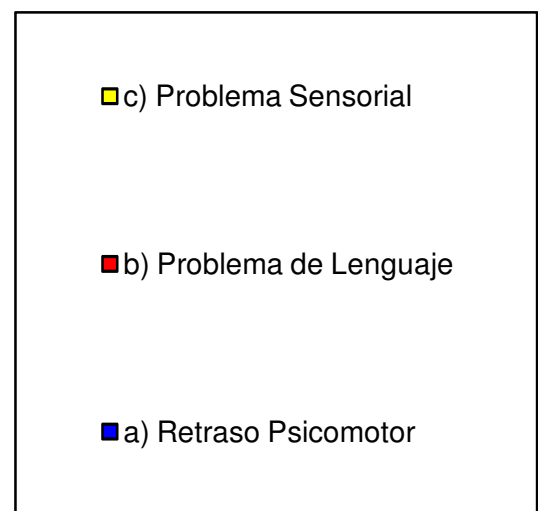 c) Problema Sensorial
b) Problema de Lenguaje
a) Retraso Psicomotor